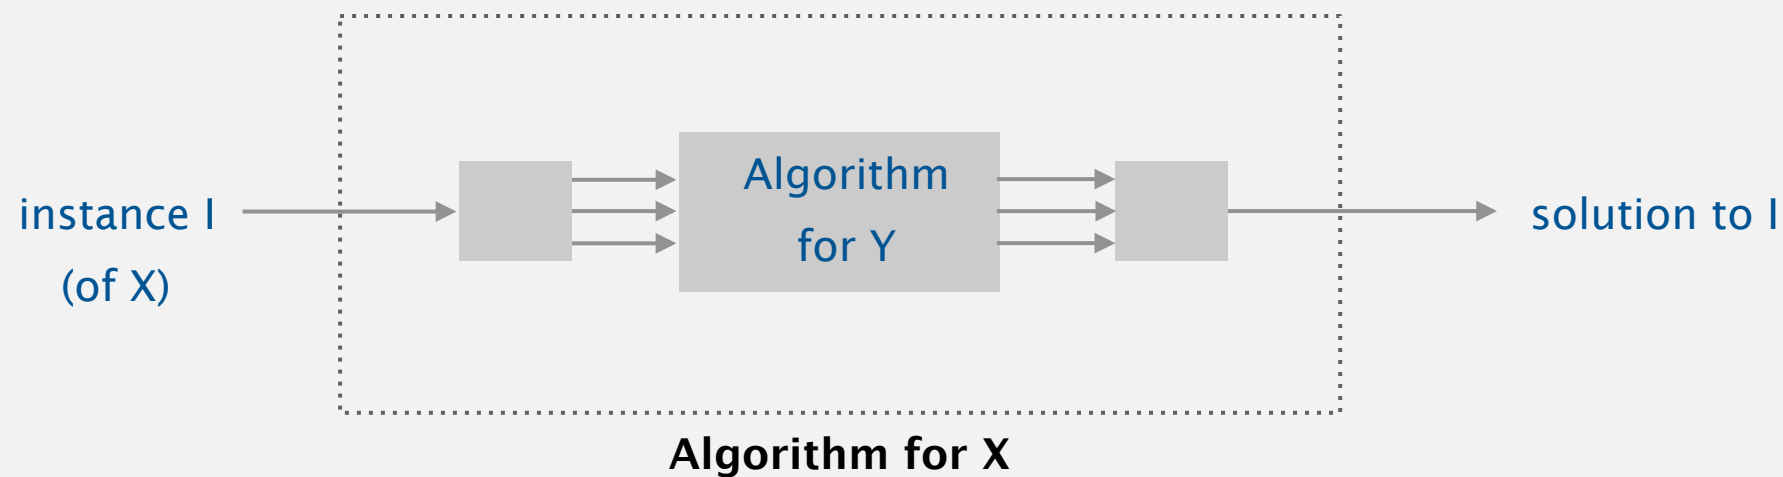 instance I
(of X)
Algorithm
for Y
solution to I
Algorithm for X